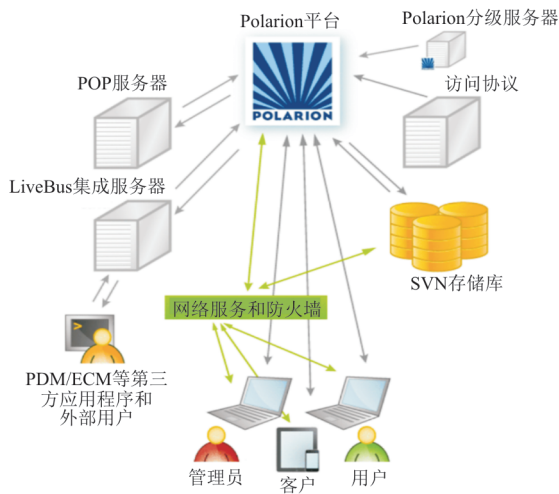 Polarion平台
Polarion分级服务器
POLARION
POP服务器
访问协议
LiveBus集成服务器
SVN存储库
网络服务和防火墙
>_
PDM/ECM等第三
方应用程序和
外部用户
管理员
客户
用户